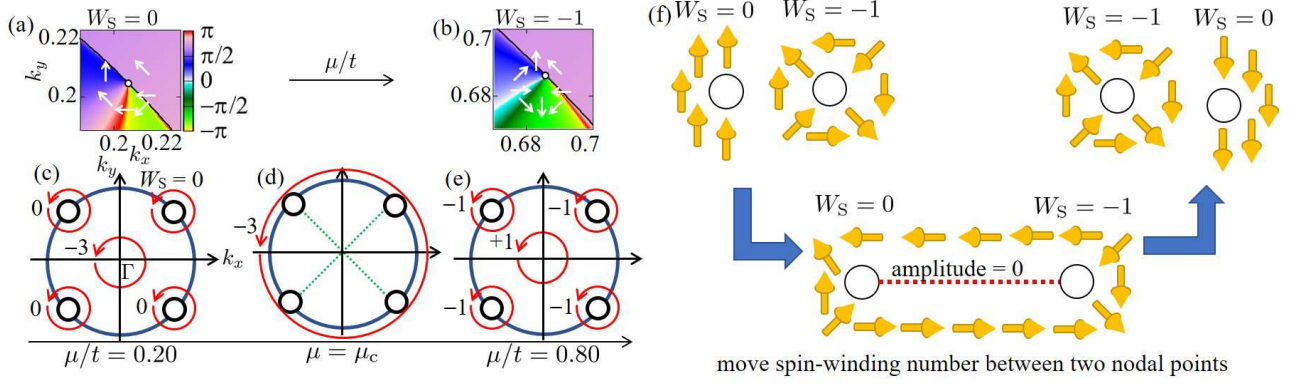 (a) W_S = 0
0.22
k_y
0.2
0.2 0.22
k_x
π
π/2
0
−π/2
−π
μ/t
(b) W_S = −1
0.7
0.68
0.68 0.7
(c) k_y W_S = 0
0
−3
Γ
0 0
k_x
μ/t = 0.20
(d)
−3
μ = μ_c
(e)
−1 −1
+1
−1 −1
μ/t = 0.80
(f) W_S = 0 W_S = −1
W_S = −1 W_S = 0
W_S = 0 W_S = −1
amplitude = 0
move spin-winding number between two nodal points